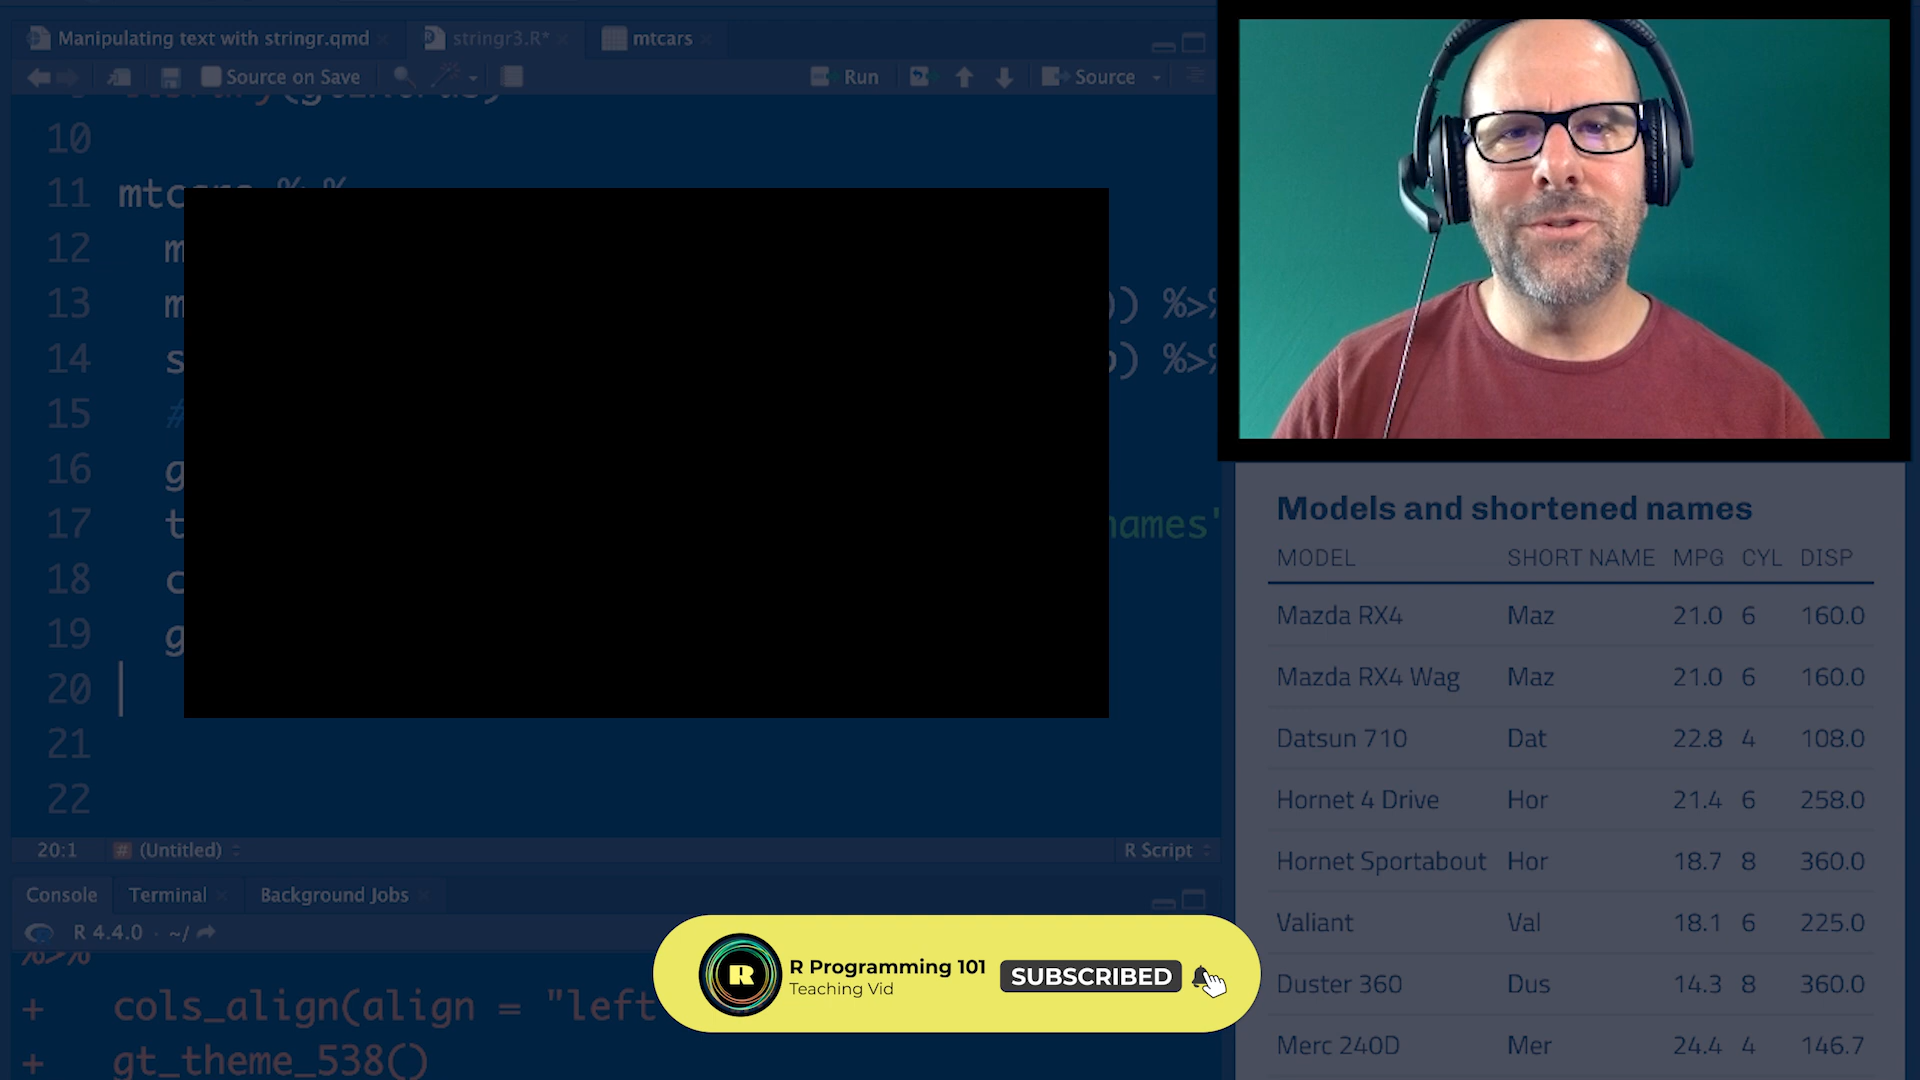 Manipulating text with stringr.qmd
stringr3.R*
mtcars
Source on Save
Run
Source
10
11 mtc
12 m
13 m )) %>%
14 s ) %>%
15 #
16 g
17 t names"
18 c
19 g
20
21
22
20:1 # (Untitled) R Script
Console Terminal Background Jobs
R 4.4.0 · ~/
%>%
+ cols_align(align = "left
+ gt_theme_538()
Models and shortened names
MODEL SHORT NAME MPG CYL DISP
Mazda RX4 Maz 21.0 6 160.0
Mazda RX4 Wag Maz 21.0 6 160.0
Datsun 710 Dat 22.8 4 108.0
Hornet 4 Drive Hor 21.4 6 258.0
Hornet Sportabout Hor 18.7 8 360.0
Valiant Val 18.1 6 225.0
Duster 360 Dus 14.3 8 360.0
Merc 240D Mer 24.4 4 146.7
R
R Programming 101
Teaching Vid
SUBSCRIBED